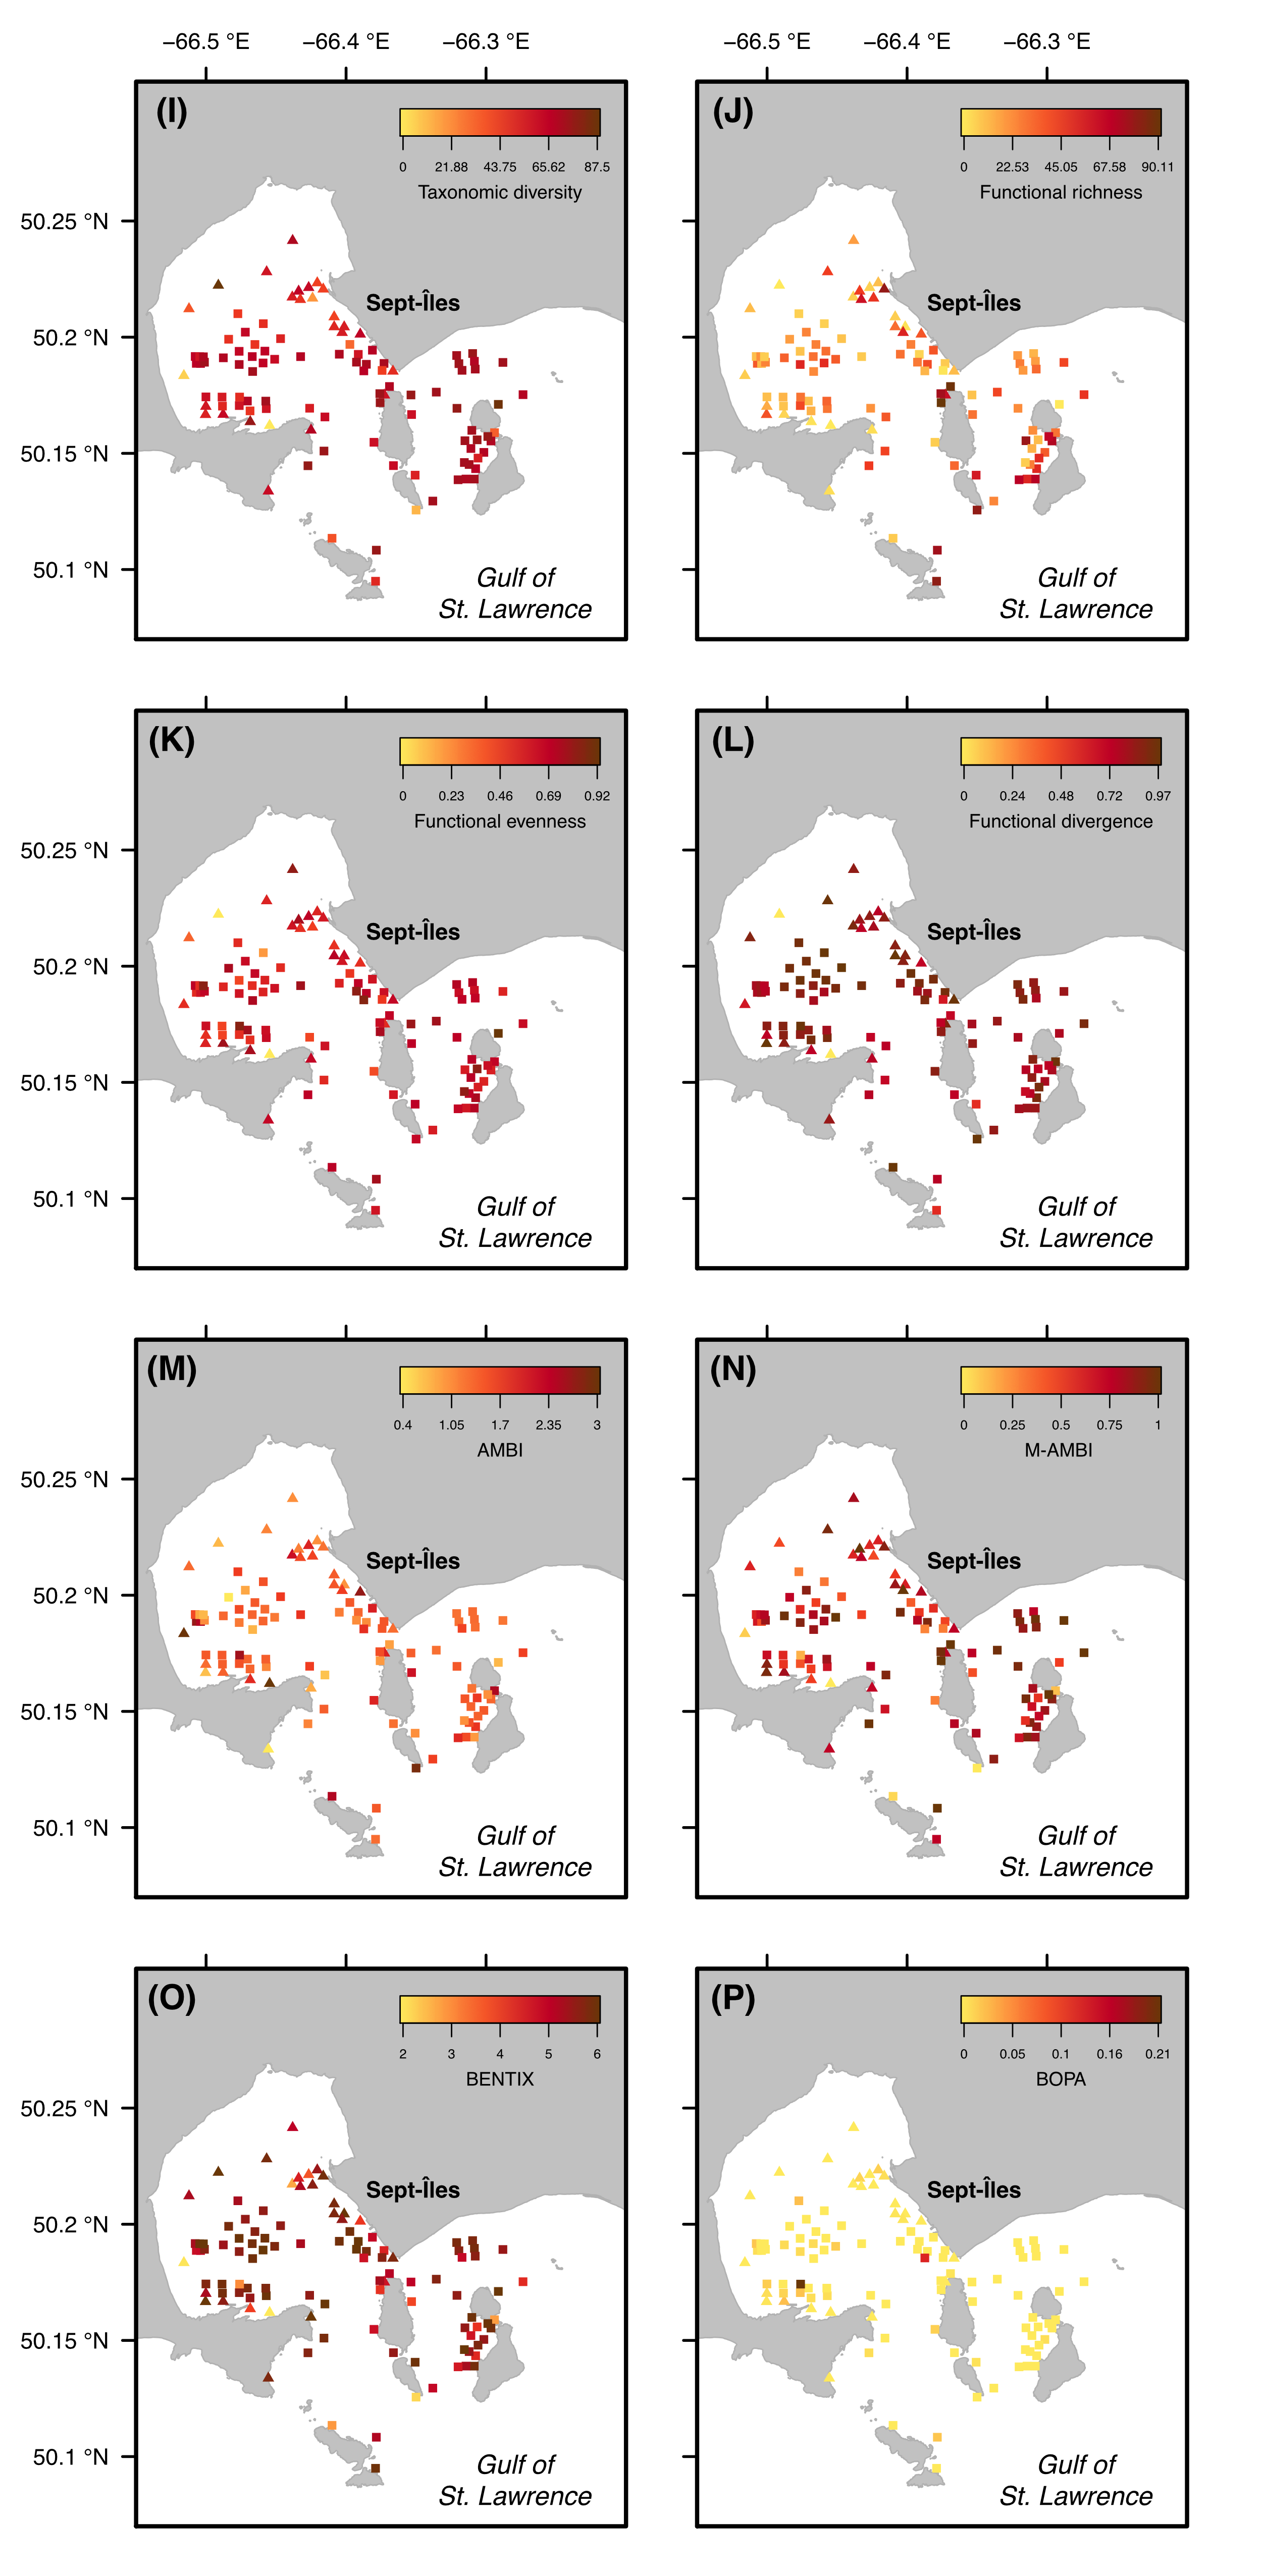 −66.5 °E −66.4 °E −66.3 °E −66.5 °E −66.4 °E −66.3 °E
(I) (J)
0 21.88 43.75 65.62 87.5 0 22.53 45.05 67.58 90.11
Taxonomic diversity Functional richness
50.25 °N
Sept-Îles Sept-Îles
50.2 °N
50.15 °N
50.1 °N
Gulf of Gulf of
St. Lawrence St. Lawrence
(K) (L)
0 0.23 0.46 0.69 0.92 0 0.24 0.48 0.72 0.97
Functional evenness Functional divergence
50.25 °N
Sept-Îles Sept-Îles
50.2 °N
50.15 °N
50.1 °N
Gulf of Gulf of
St. Lawrence St. Lawrence
(M) (N)
0.4 1.05 1.7 2.35 3 0 0.25 0.5 0.75 1
AMBI M-AMBI
50.25 °N
Sept-Îles Sept-Îles
50.2 °N
50.15 °N
50.1 °N
Gulf of Gulf of
St. Lawrence St. Lawrence
(O) (P)
2 3 4 5 6 0 0.05 0.1 0.16 0.21
BENTIX BOPA
50.25 °N
Sept-Îles Sept-Îles
50.2 °N
50.15 °N
50.1 °N
Gulf of Gulf of
St. Lawrence St. Lawrence